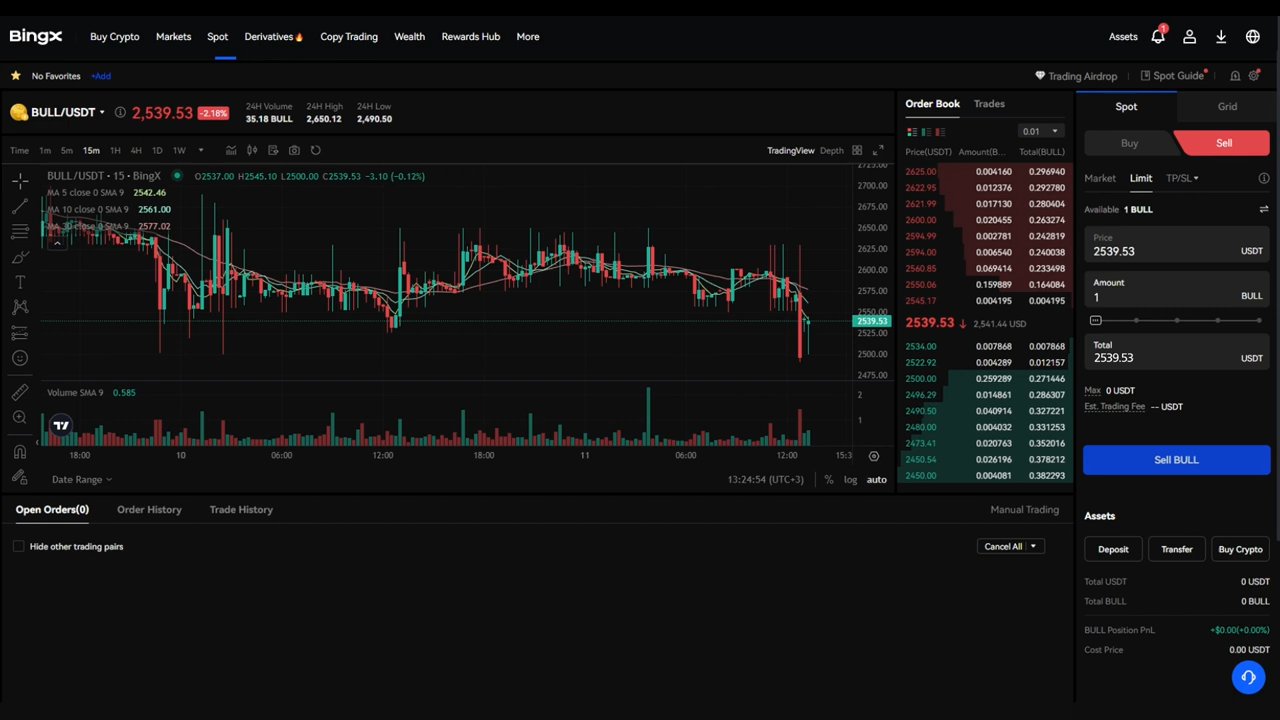 BingX Buy Crypto Markets Spot Derivatives Copy Trading Wealth Rewards Hub More Assets 1
No Favorites +Add Trading Airdrop Spot Guide
BULL/USDT 2,539.53 -2.18% 24H Volume 35.18 BULL 24H High 2,650.12 24H Low 2,490.50
Time 1m 5m 15m 1H 4H 1D 1W TradingView Depth
BULL/USDT · 15 · BingX O2537.00 H2545.10 L2500.00 C2539.53 -3.10 (-0.12%)
MA 5 close 0 SMA 9 2542.46
MA 10 close 0 SMA 9 2561.00
SMA 9 2577.02
2725.00
2700.00
2675.00
2650.00
2625.00
2600.00
2575.00
2550.00
2539.53
2525.00
2500.00
2475.00
Volume SMA 9 0.585
2
1
18:00 10 06:00 12:00 18:00 11 06:00 12:00 15:3
Date Range 13:24:54 (UTC+3) % log auto
Order Book Trades
0.01
Price(USDT) Amount(B... Total(BULL)
2625.00 0.004160 0.296940
2622.95 0.012376 0.292780
2621.99 0.017130 0.280404
2600.00 0.020455 0.263274
2594.99 0.002781 0.242819
2594.00 0.006540 0.240038
2560.85 0.069414 0.233498
2550.06 0.159889 0.164084
2545.17 0.004195 0.004195
2539.53 ↓ 2,541.44 USD
2534.00 0.007868 0.007868
2522.92 0.004289 0.012157
2500.00 0.259289 0.271446
2496.29 0.014861 0.286307
2490.50 0.040914 0.327221
2480.00 0.004032 0.331253
2473.41 0.020763 0.352016
2450.54 0.026196 0.378212
2450.00 0.004081 0.382293
Spot Grid
Buy Sell
Market Limit TP/SL
Available 1 BULL
Price
2539.53 USDT
Amount
1 BULL
Total
2539.53 USDT
Max 0 USDT
Est. Trading Fee -- USDT
Sell BULL
Assets
Deposit Transfer Buy Crypto
Total USDT 0 USDT
Total BULL 0 BULL
BULL Position PnL +$0.00(+0.00%)
Cost Price 0.00 USDT
Open Orders(0) Order History Trade History Manual Trading
Hide other trading pairs Cancel All